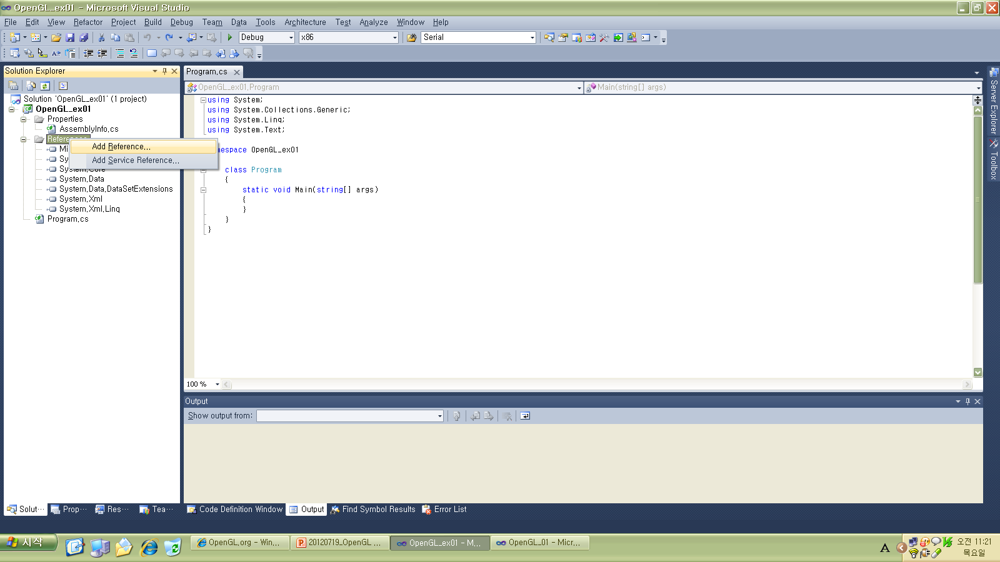 OpenGL_ex01 - Microsoft Visual Studio
File Edit View Refactor Project Build Debug Team Data Tools Architecture Test Analyze Window Help
Debug x86 Serial
Solution Explorer
Solution 'OpenGL_ex01' (1 project)
OpenGL_ex01
Properties
AssemblyInfo.cs
References
Add Reference...
Add Service Reference...
System.Core
System.Data
System.Data.DataSetExtensions
System.Xml
System.Xml.Linq
Program.cs
Program.cs
OpenGL_ex01.Program Main(string[] args)
using System;
using System.Collections.Generic;
using System.Linq;
using System.Text;
mespace OpenGL_ex01
class Program
{
static void Main(string[] args)
{
}
}
}
100 %
Output
Show output from:
Server Explorer
Toolbox
Solut... Prop... Res... Tea...
Code Definition Window Output Find Symbol Results Error List
시작
OpenGL.org - Win...
20120719_OpenGL ...
OpenGL_ex01 - M...
OpenGL_01 - Micr...
A
오전 11:21
목요일